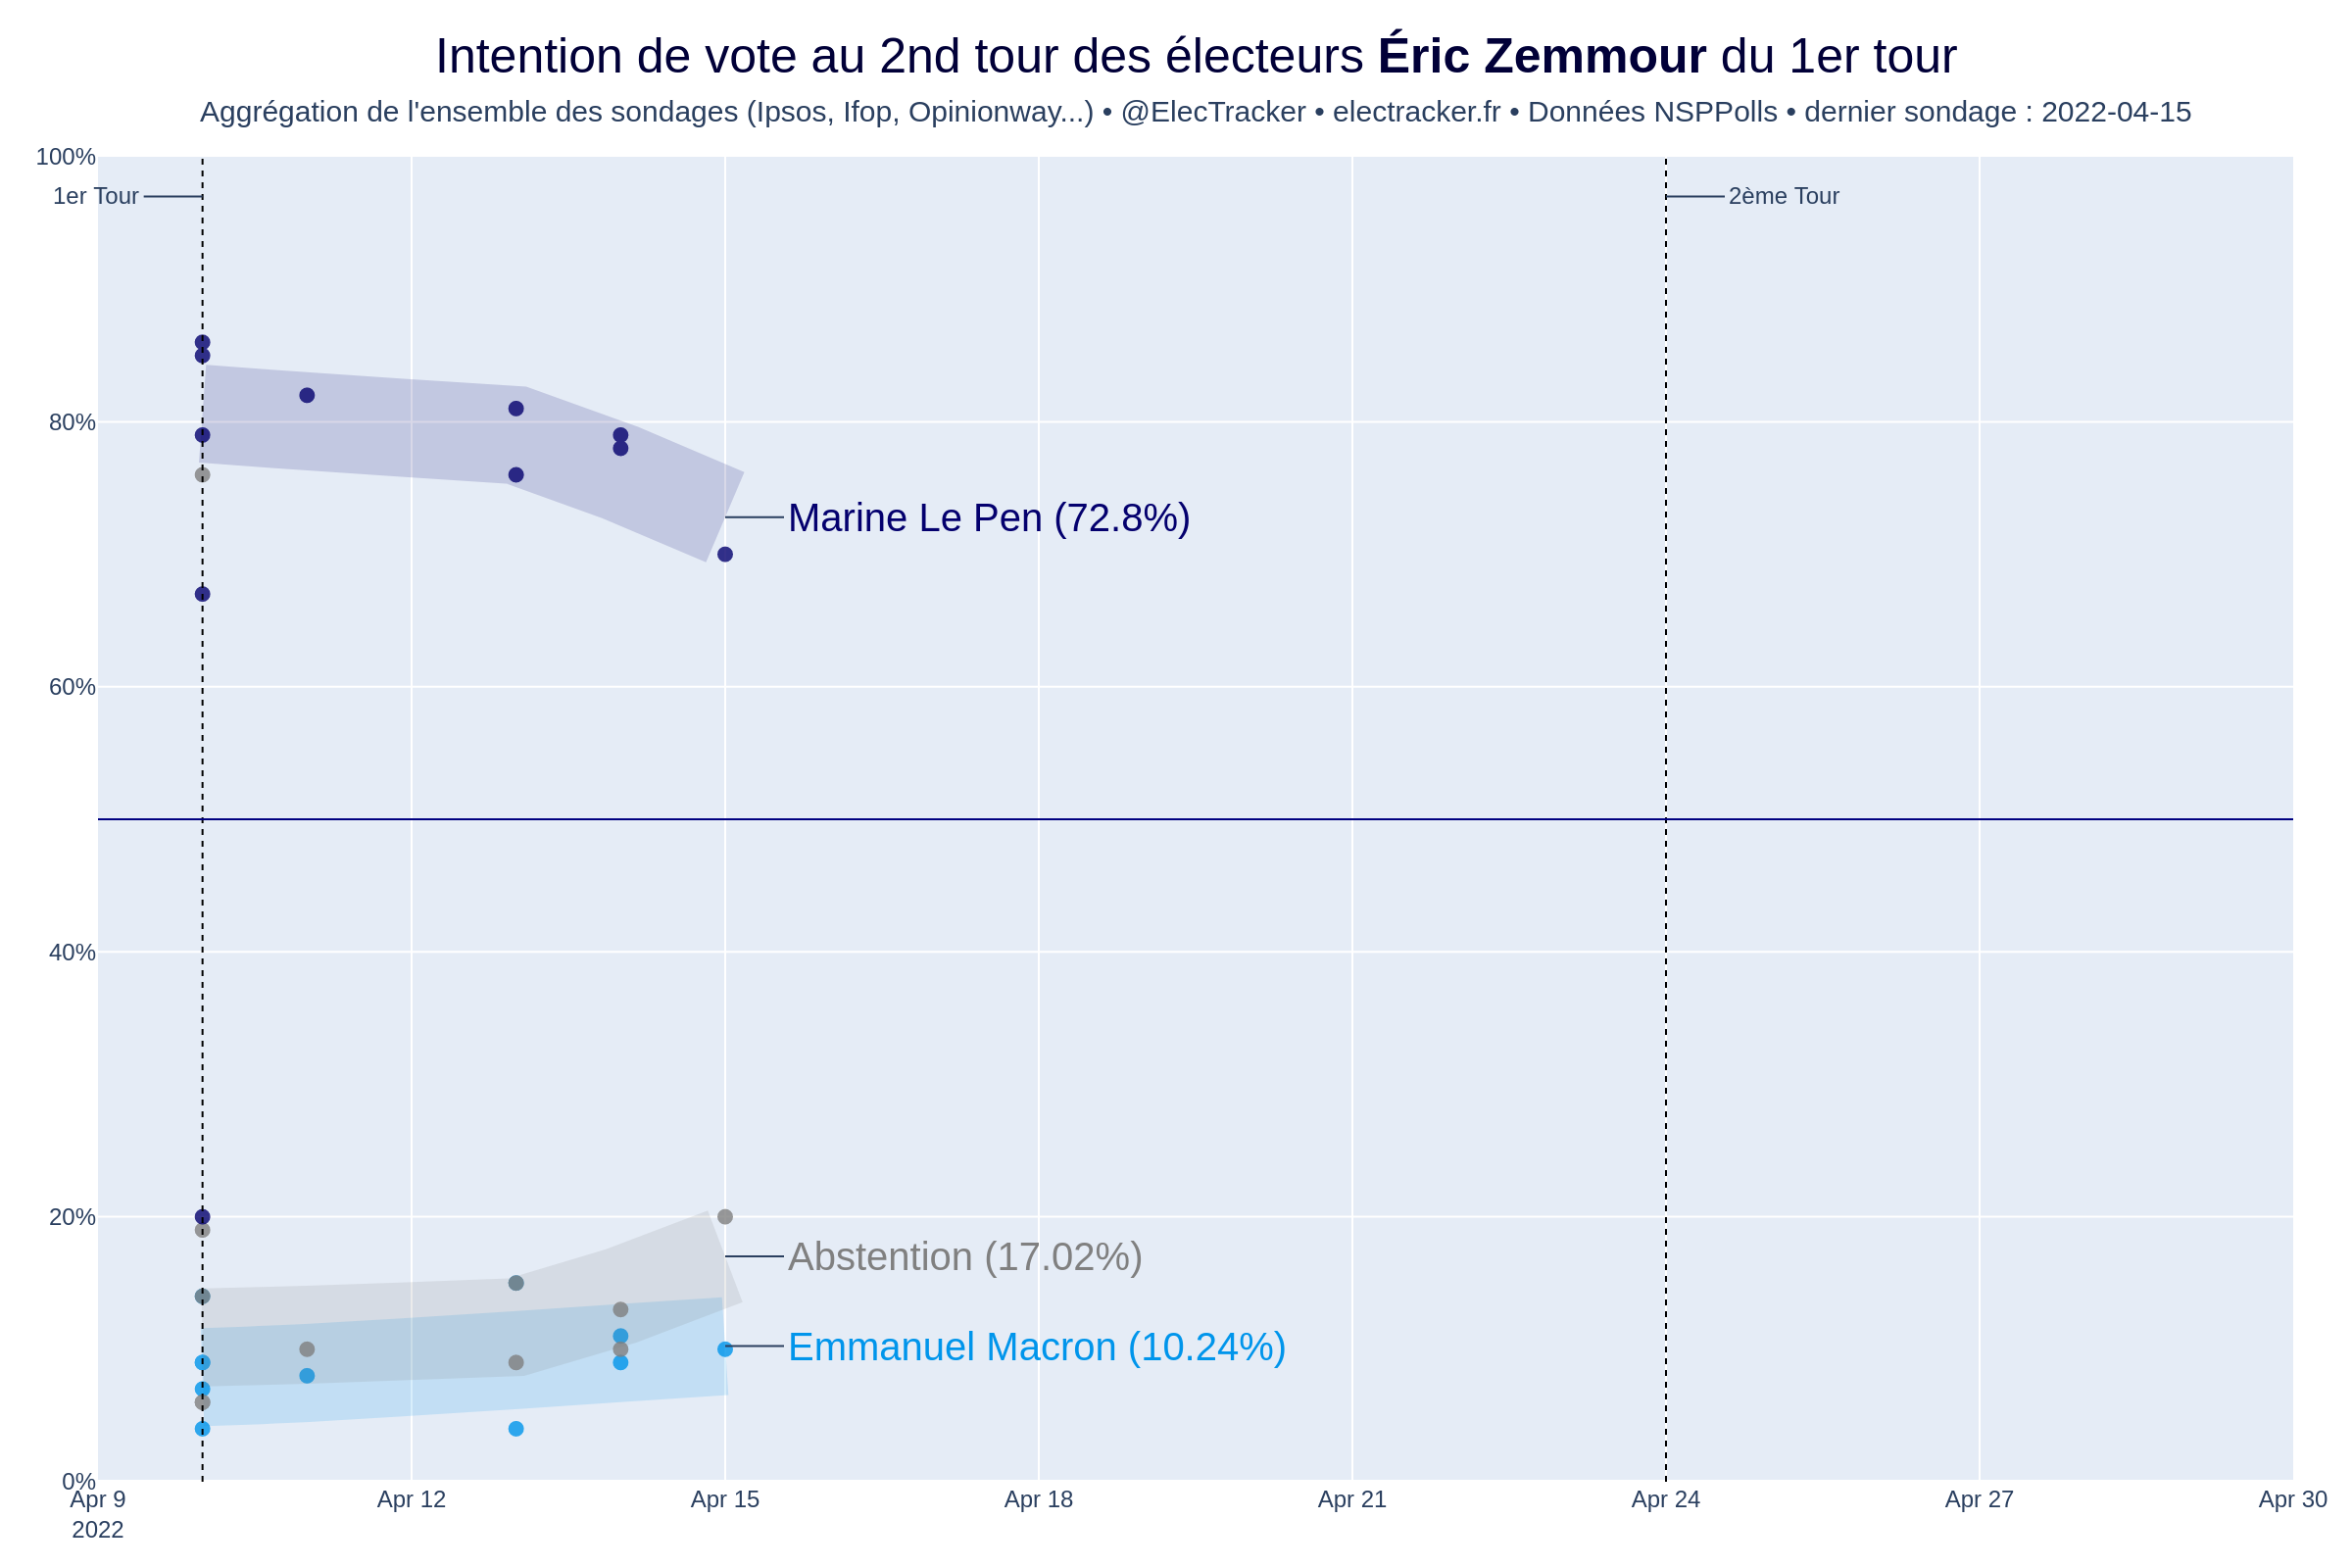 Intention de vote au 2nd tour des électeurs Éric Zemmour du 1er tour
Aggrégation de l'ensemble des sondages (Ipsos, Ifop, Opinionway...) • @ElecTracker • electracker.fr • Données NSPPolls • dernier sondage : 2022-04-15
100%
1er Tour
2ème Tour
80%
Marine Le Pen (72.8%)
60%
40%
20%
Abstention (17.02%)
Emmanuel Macron (10.24%)
0%
Apr 9
2022
Apr 12
Apr 15
Apr 18
Apr 21
Apr 24
Apr 27
Apr 30